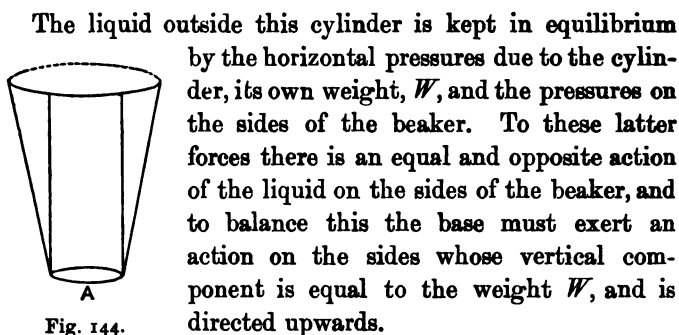 The liquid outside this cylinder is kept in equilibrium
by the horizontal pressures due to the cylin-
der, its own weight, W, and the pressures on
the sides of the beaker. To these latter
forces there is an equal and opposite action
of the liquid on the sides of the beaker, and
to balance this the base must exert an
action on the sides whose vertical com-
ponent is equal to the weight W, and is
directed upwards.
A
Fig. 144.